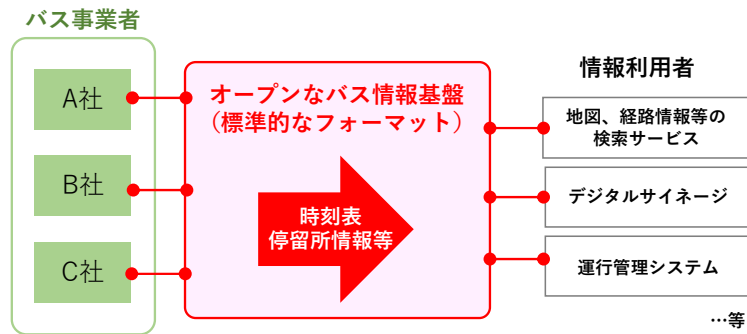 バス事業者
A社
B社
C社
オープンなバス情報基盤
（標準的なフォーマット）
時刻表
停留所情報等
情報利用者
地図、経路情報等の
検索サービス
デジタルサイネージ
運行管理システム
…等